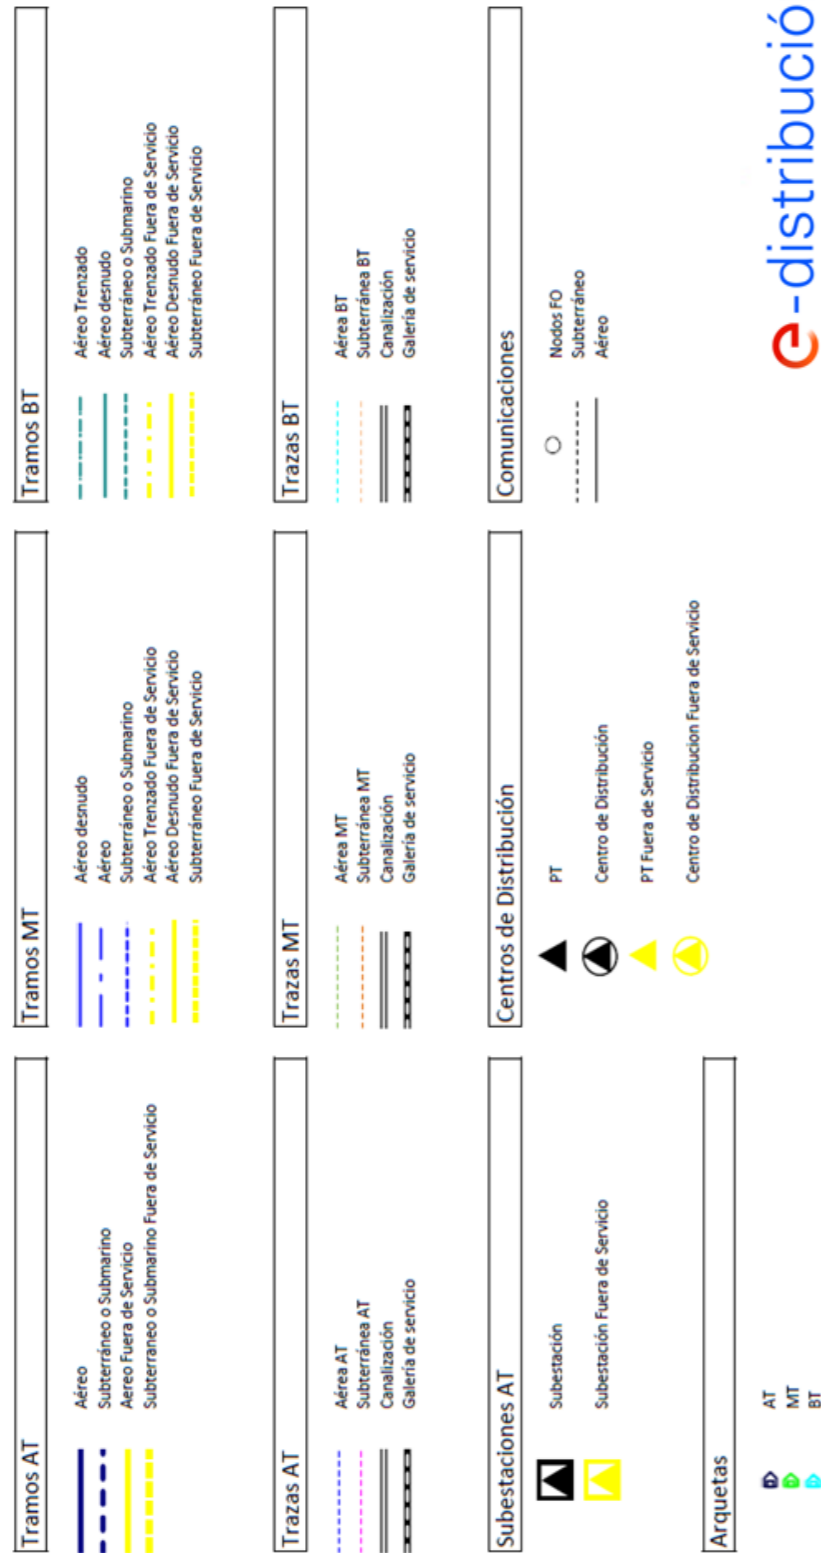 Tramos AT
Aéreo
Subterráneo o Submarino
Aereo Fuera de Servicio
Subterraneo o Submarino Fuera de Servicio
Tramos MT
Aéreo desnudo
Aéreo
Subterráneo o Submarino
Aéreo Trenzado Fuera de Servicio
Aéreo Desnudo Fuera de Servicio
Subterráneo Fuera de Servicio
Tramos BT
Aéreo Trenzado
Aéreo desnudo
Subterráneo o Submarino
Aéreo Trenzado Fuera de Servicio
Aéreo Desnudo Fuera de Servicio
Subterráneo Fuera de Servicio
Trazas AT
Aérea AT
Subterránea AT
Canalización
Galería de servicio
Trazas MT
Aérea MT
Subterránea MT
Canalización
Galería de servicio
Trazas BT
Aérea BT
Subterránea BT
Canalización
Galería de servicio
Subestaciones AT
Subestación
Subestación Fuera de Servicio
Centros de Distribución
PT
Centro de Distribución
PT Fuera de Servicio
Centro de Distribucion Fuera de Servicio
Comunicaciones
Nodos FO
Subterráneo
Aéreo
Arquetas
AT
MT
BT
e-distribució